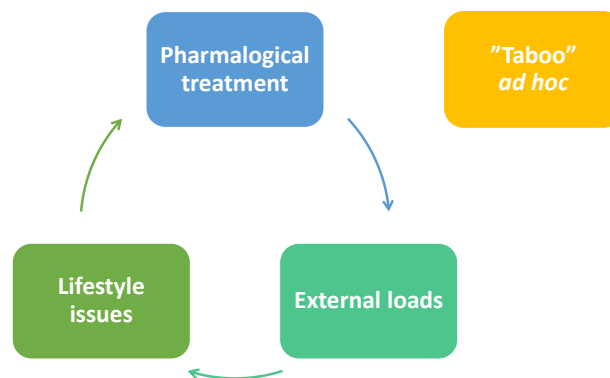 Pharmalogical
treatment
”Taboo”
ad hoc
Lifestyle
issues
External loads